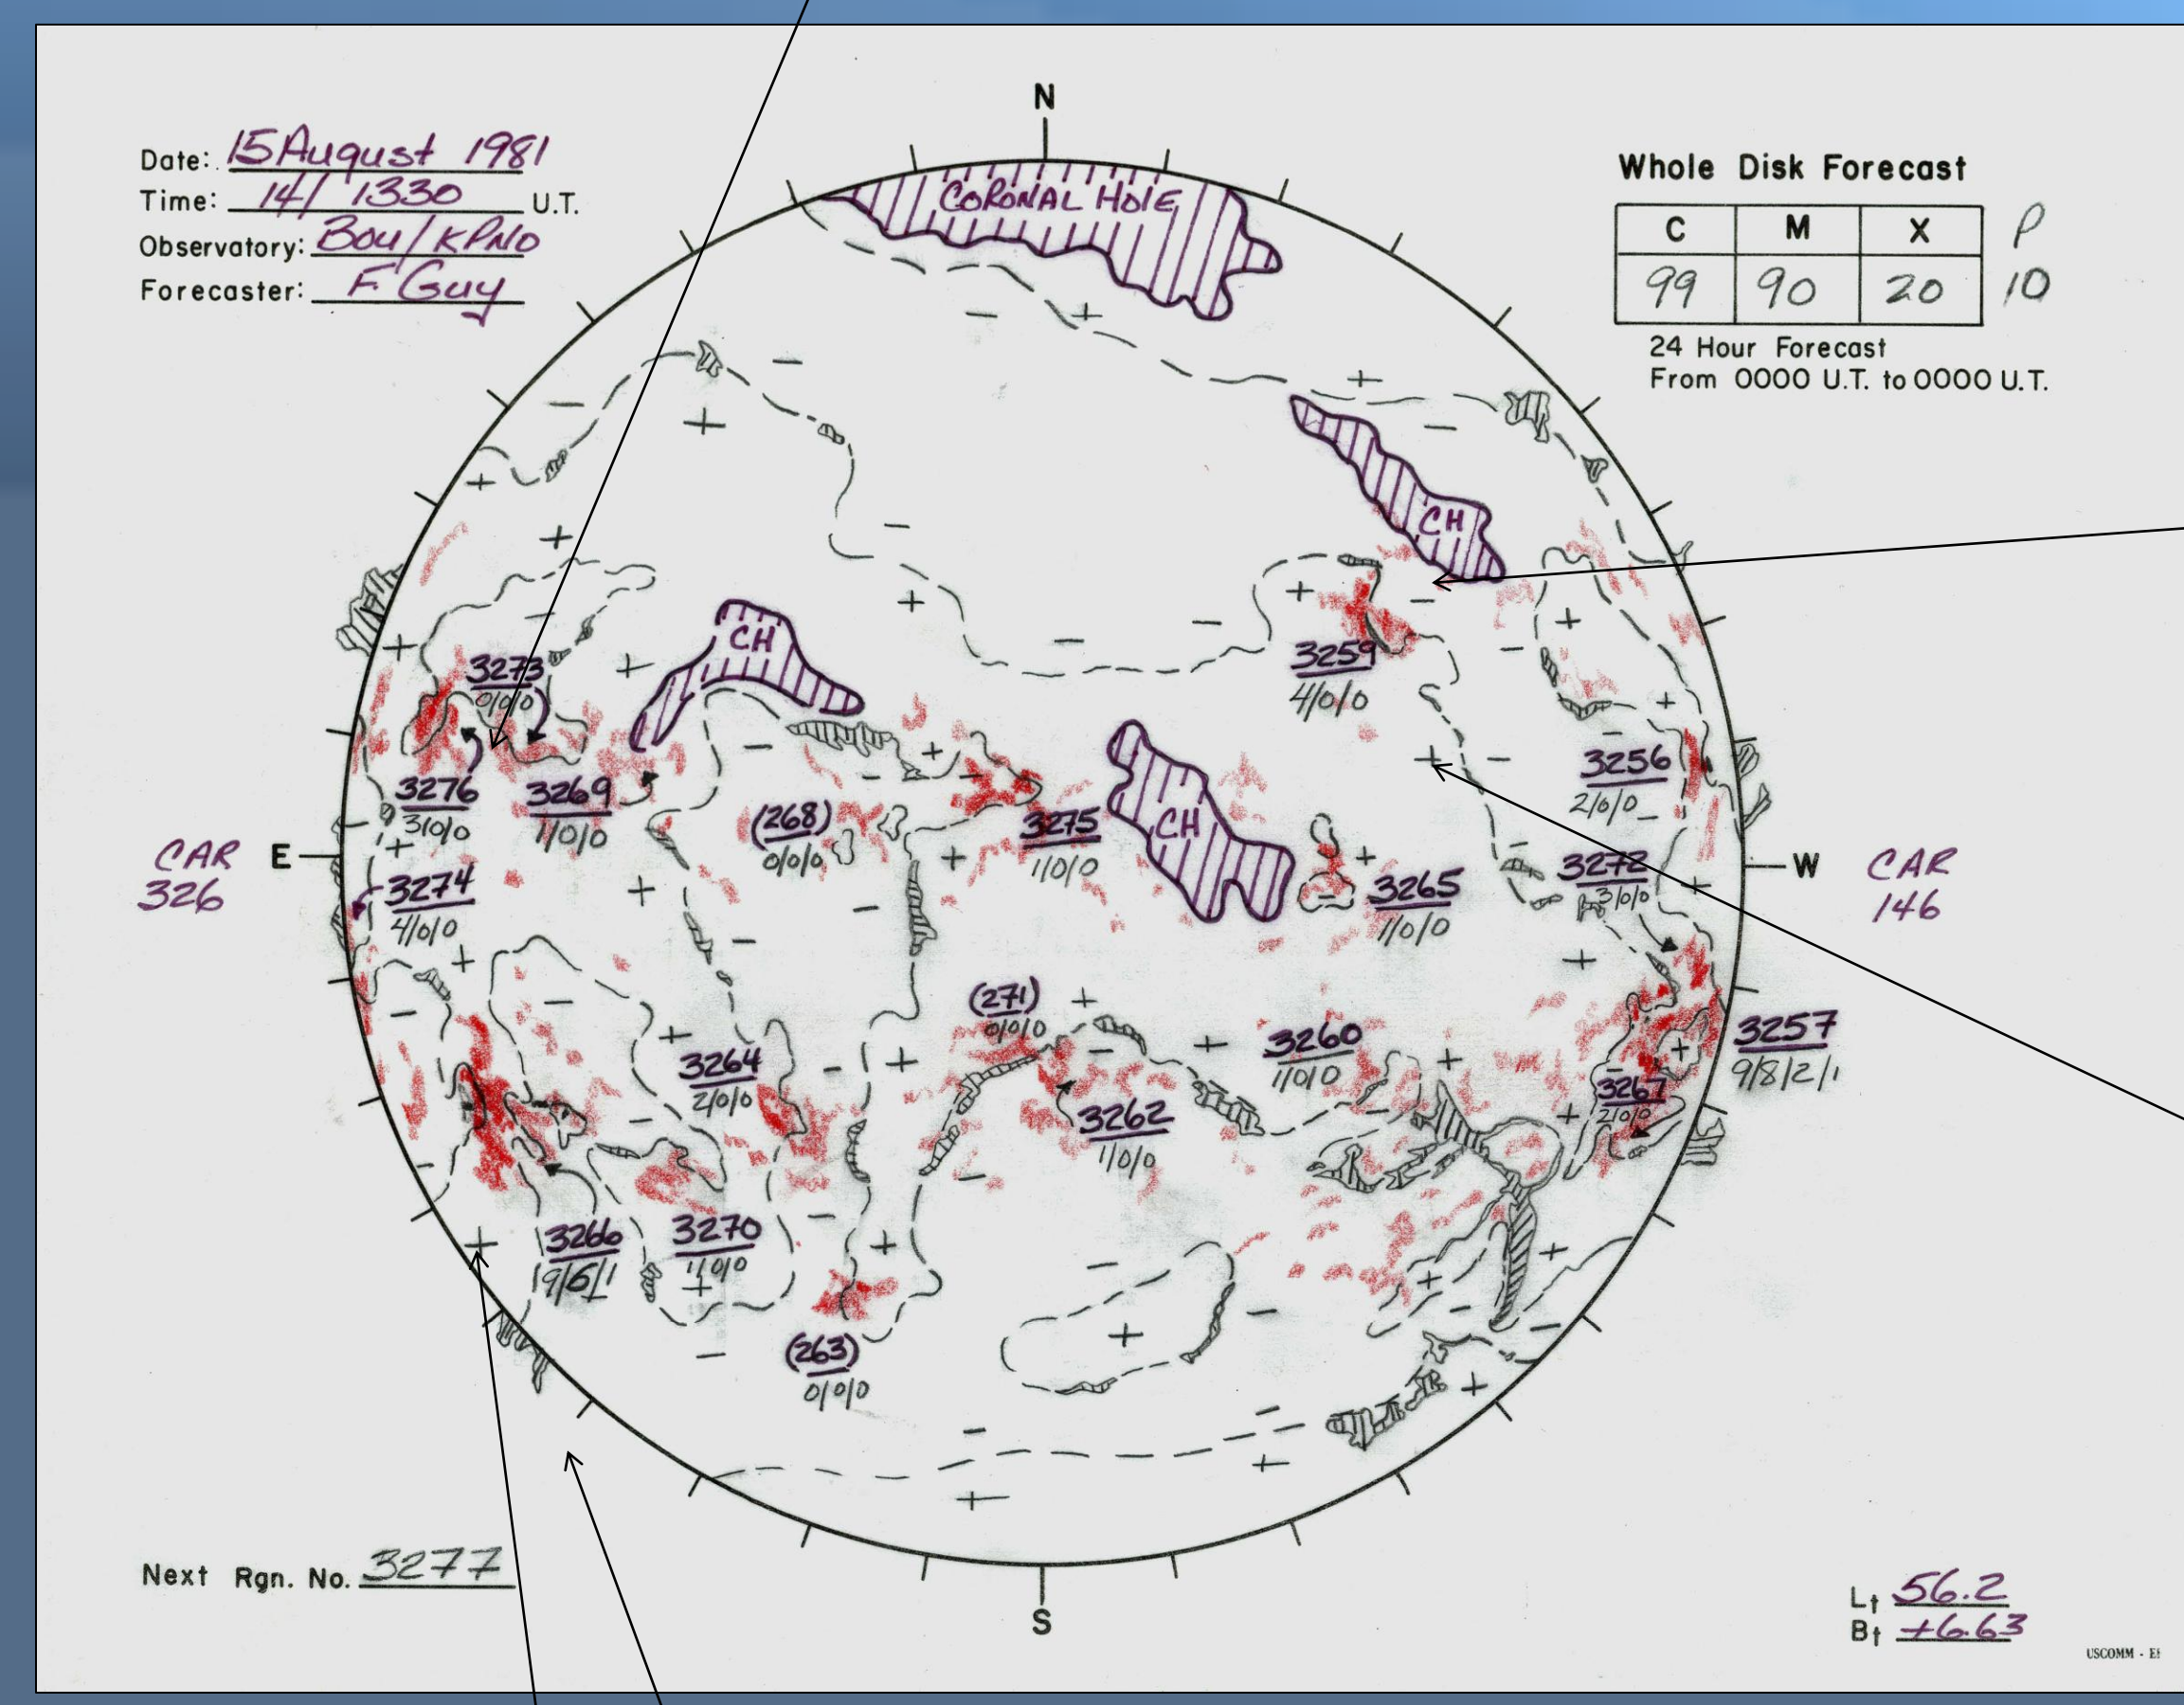 N
Date: 15 August 1981
Time: 14/ 1330 U.T.
Observatory: Bou/KPNO
Forecaster: F. Guy
Whole Disk Forecast
C M X P
99 90 20 10
24 Hour Forecast
From 0000 U.T. to 0000 U.T.
CORONAL HOLE
CH
CH
3273
0/0/0
3259
4/0/0
3276
3/0/0
3269
1/0/0
(268)
0/0/0
3275
1/0/0
CH
3256
2/0/0
CAR
326
E
3274
4/0/0
3265
1/0/0
3272
3/0/0
W
CAR
146
(271)
0/0/0
3264
2/0/0
3260
1/0/0
3257
9/8/2/1
3262
1/0/0
3267
2/0/0
3266
9/6/1
3270
1/0/0
(263)
0/0/0
Next Rgn. No. 3277
S
Lt 56.2
Bt +6.63
USCOMM -